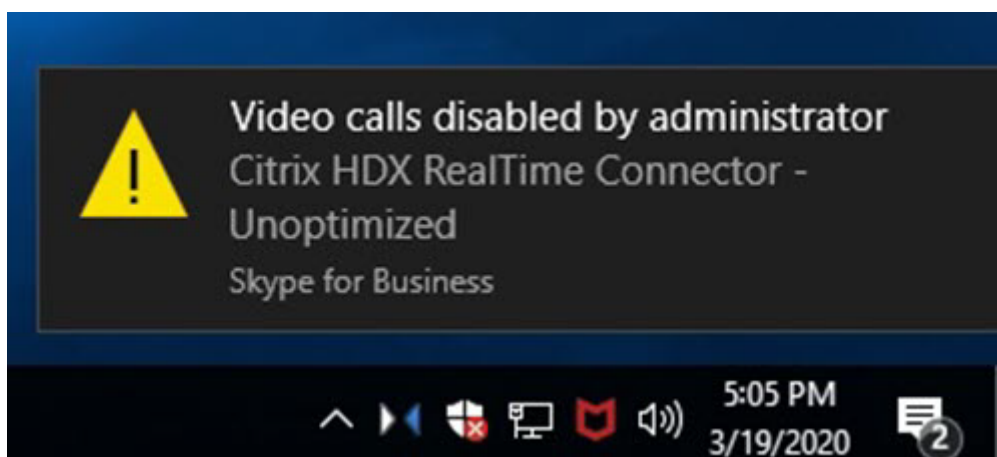 Video calls disabled by administrator
Citrix HDX RealTime Connector -
Unoptimized
Skype for Business
5:05 PM
3/19/2020
2